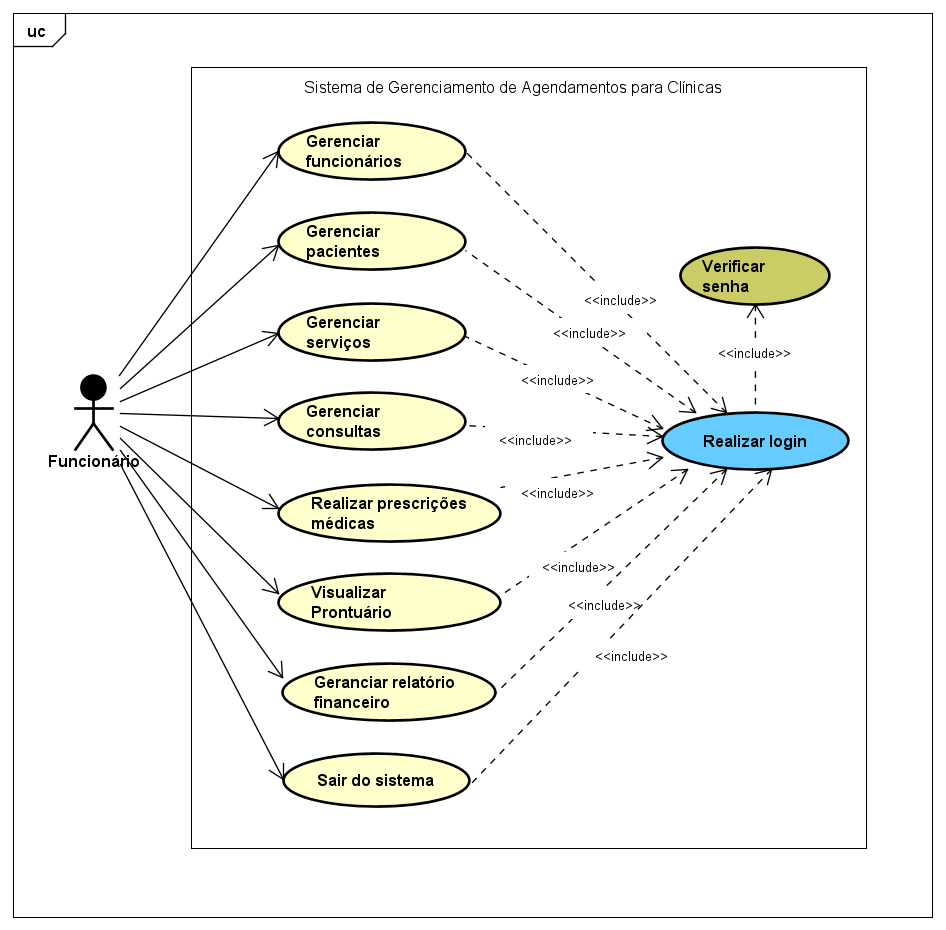 uc
Sistema de Gerenciamento de Agendamentos para Clínicas
Gerenciar
funcionários
Gerenciar
pacientes
Verificar
senha
<<include>>
Gerenciar
serviços
<<include>>
<<include>>
<<include>>
Gerenciar
consultas
<<include>>
Realizar login
Funcionário
Realizar prescrições
médicas
<<include>>
<<include>>
Visualizar
Prontuário
<<include>>
<<include>>
Geranciar relatório
financeiro
Sair do sistema